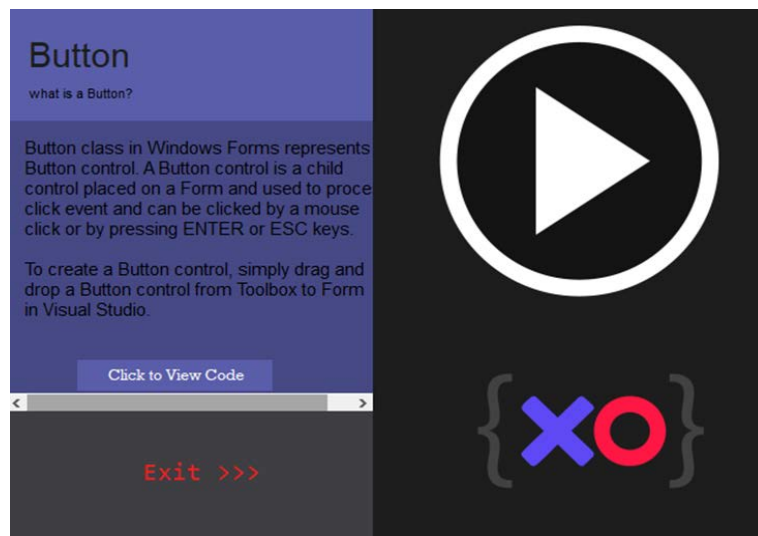 Button
what is a Button?
Button class in Windows Forms represents
Button control. A Button control is a child
control placed on a Form and used to proce
click event and can be clicked by a mouse
click or by pressing ENTER or ESC keys.
To create a Button control, simply drag and
drop a Button control from Toolbox to Form
in Visual Studio.
Click to View Code
Exit >>>
{XO}